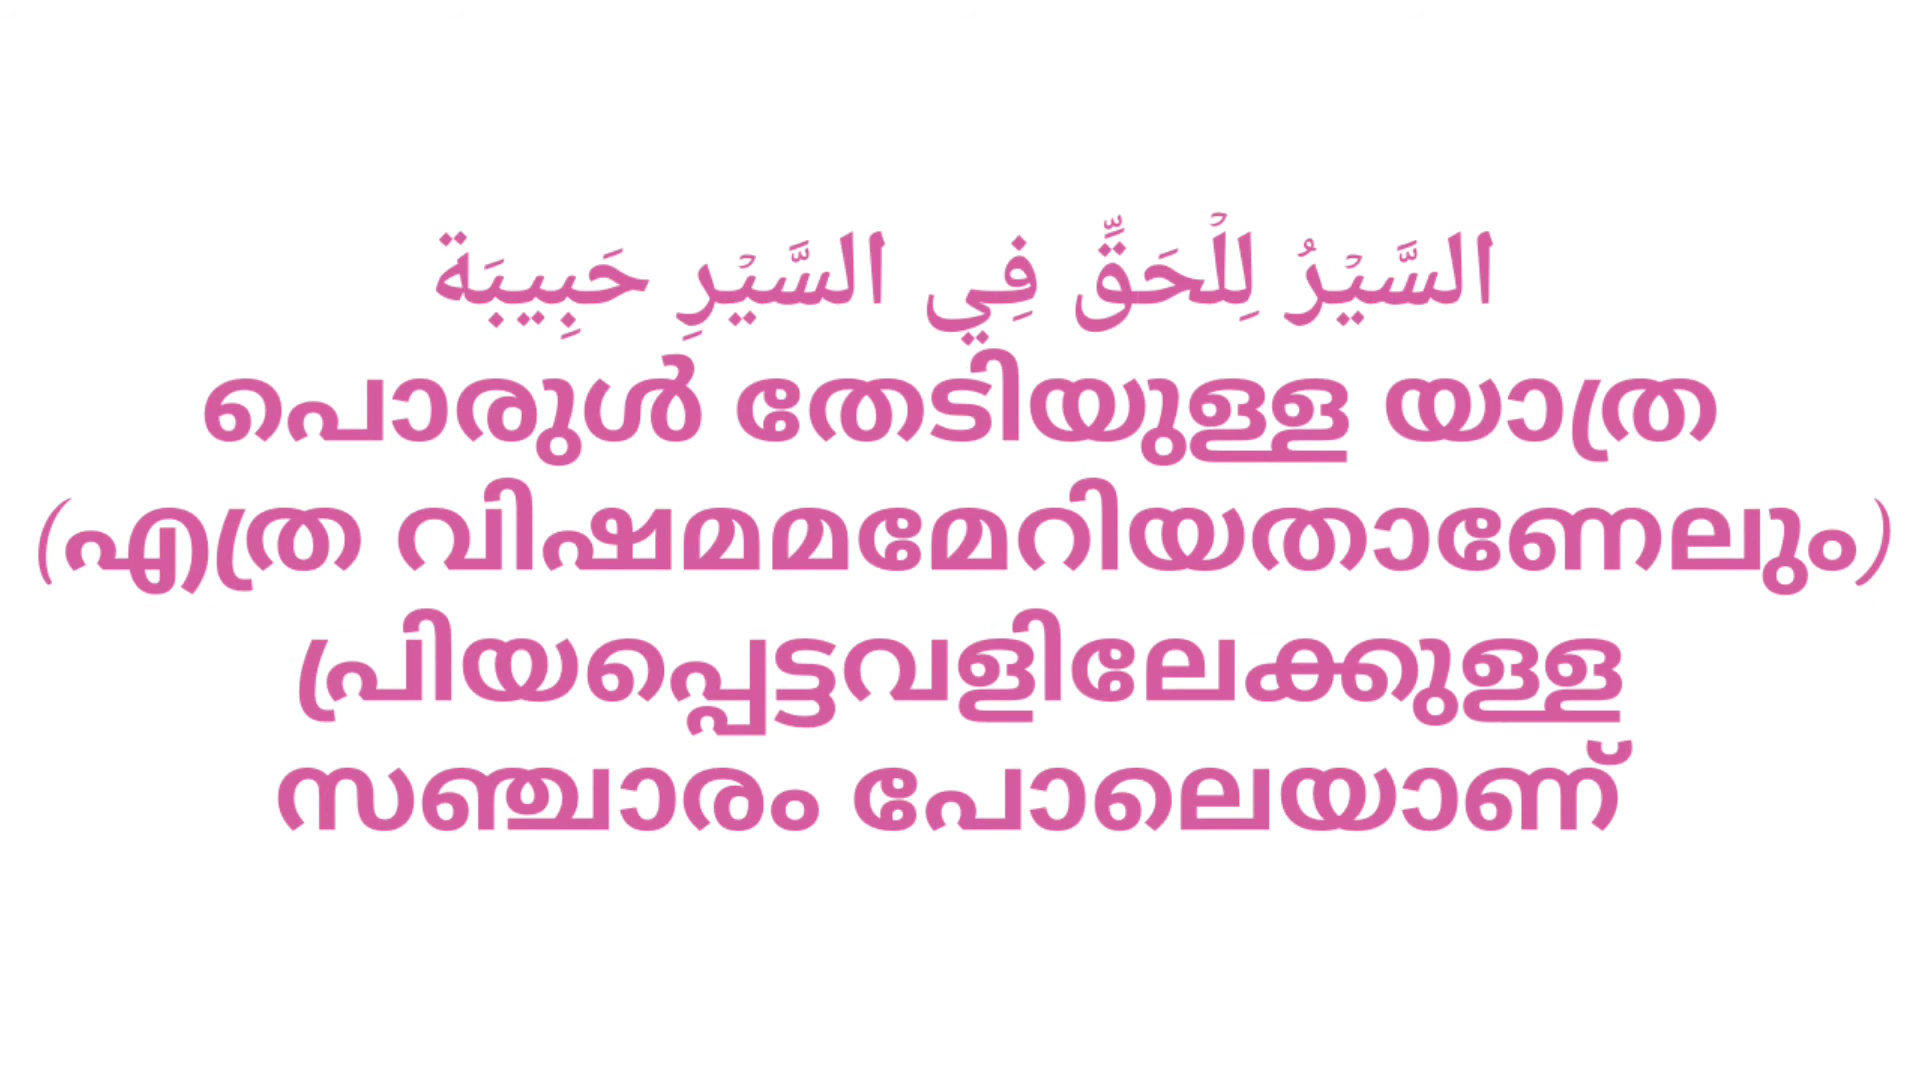 السَّيْرُ لِلْحَقِّ فِي السَّيْرِ حَبِيبَة
പൊരുൾ തേടിയുള്ള യാത്ര
(എത്ര വിഷമമമേറിയതാണേലും)
പ്രിയപ്പെട്ടവളിലേക്കുള്ള
സഞ്ചാരം പോലെയാണ്